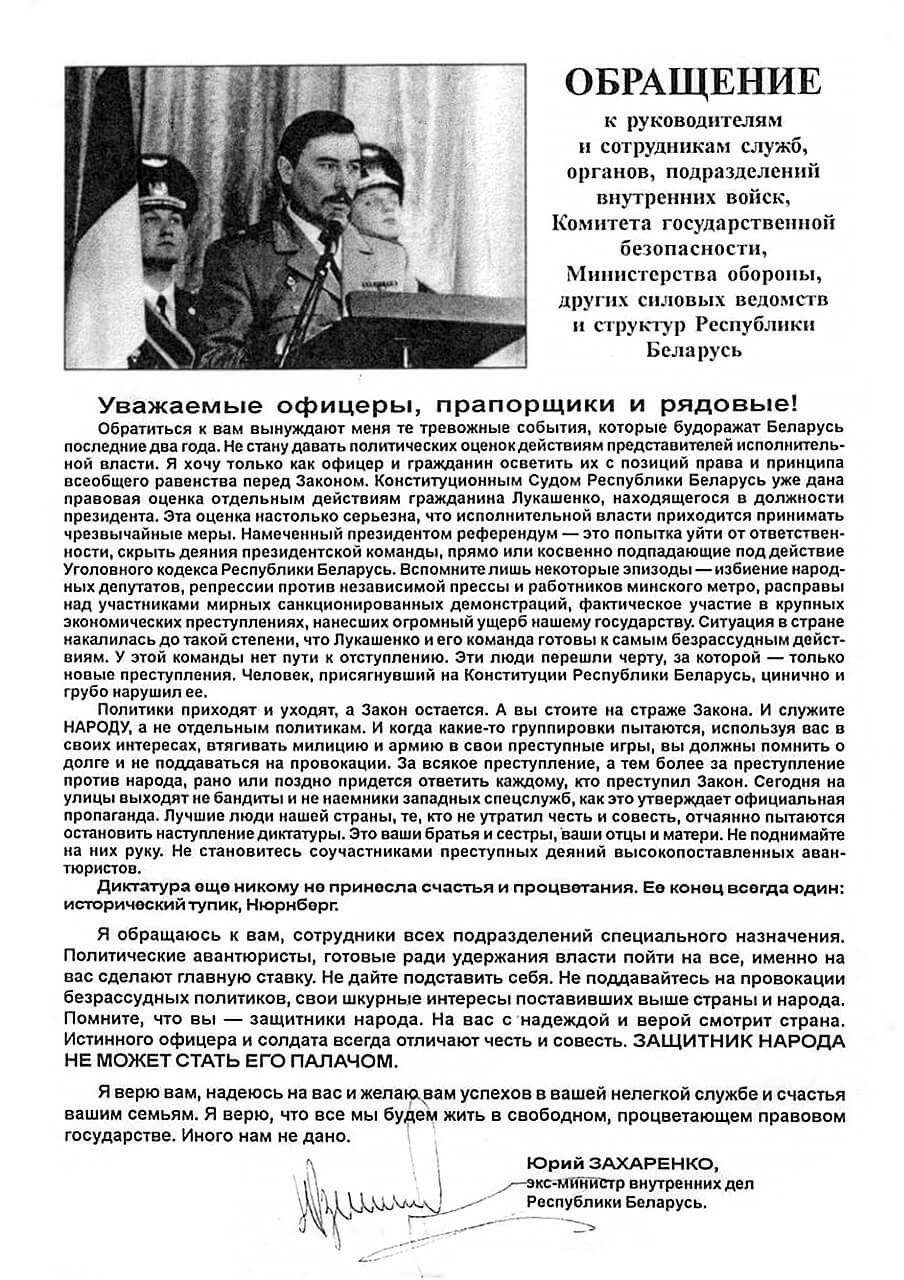 ОБРАЩЕНИЕ
к руководителям
и сотрудникам служб,
органов, подразделений
внутренних войск,
Комитета государственной
безопасности,
Министерства обороны,
других силовых ведомств
и структур Республики
Беларусь
Уважаемые офицеры, прапорщики и рядовые!
Обратиться к вам вынуждают меня те тревожные события, которые будоражат Беларусь
последние два года. Не стану давать политических оценок действиям представителей исполнитель-
ной власти. Я хочу только как офицер и гражданин осветить их с позиций права и принципа
всеобщего равенства перед Законом. Конституционным Судом Республики Беларусь уже дана
правовая оценка отдельным действиям гражданина Лукашенко, находящегося в должности
президента. Эта оценка настолько серьезна, что исполнительной власти приходится принимать
чрезвычайные меры. Намеченный президентом референдум — это попытка уйти от ответствен-
ности, скрыть деяния президентской команды, прямо или косвенно подпадающие под действие
Уголовного кодекса Республики Беларусь. Вспомните лишь некоторые эпизоды — избиение народ-
ных депутатов, репрессии против независимой прессы и работников минского метро, расправы
над участниками мирных санкционированных демонстраций, фактическое участие в крупных
экономических преступлениях, нанесших огромный ущерб нашему государству. Ситуация в стране
накалилась до такой степени, что Лукашенко и его команда готовы к самым безрассудным дейст-
виям. У этой команды нет пути к отступлению. Эти люди перешли черту, за которой — только
новые преступления. Человек, присягнувший на Конституции Республики Беларусь, цинично и
грубо нарушил ее.
Политики приходят и уходят, а Закон остается. А вы стоите на страже Закона. И служите
НАРОДУ, а не отдельным политикам. И когда какие-то группировки пытаются, используя вас в
своих интересах, втягивать милицию и армию в свои преступные игры, вы должны помнить о
долге и не поддаваться на провокации. За всякое преступление, а тем более за преступление
против народа, рано или поздно придется ответить каждому, кто преступил Закон. Сегодня на
улицы выходят не бандиты и не наемники западных спецслужб, как это утверждает официальная
пропаганда. Лучшие люди нашей страны, те, кто не утратил честь и совесть, отчаянно пытаются
остановить наступление диктатуры. Это ваши братья и сестры, ваши отцы и матери. Не поднимайте
на них руку. Не становитесь соучастниками преступных деяний высокопоставленных аван-
тюристов.
Диктатура еще никому не принесла счастья и процветания. Ее конец всегда один:
исторический тупик, Нюрнберг.
Я обращаюсь к вам, сотрудники всех подразделений специального назначения.
Политические авантюристы, готовые ради удержания власти пойти на все, именно на
вас сделают главную ставку. Не дайте подставить себя. Не поддавайтесь на провокации
безрассудных политиков, свои шкурные интересы поставивших выше страны и народа.
Помните, что вы — защитники народа. На вас с надеждой и верой смотрит страна.
Истинного офицера и солдата всегда отличают честь и совесть. ЗАЩИТНИК НАРОДА
НЕ МОЖЕТ СТАТЬ ЕГО ПАЛАЧОМ.
Я верю вам, надеюсь на вас и желаю вам успехов в вашей нелегкой службе и счастья
вашим семьям. Я верю, что все мы будем жить в свободном, процветающем правовом
государстве. Иного нам не дано.
Юрий ЗАХАРЕНКО,
экс-министр внутренних дел
Республики Беларусь.